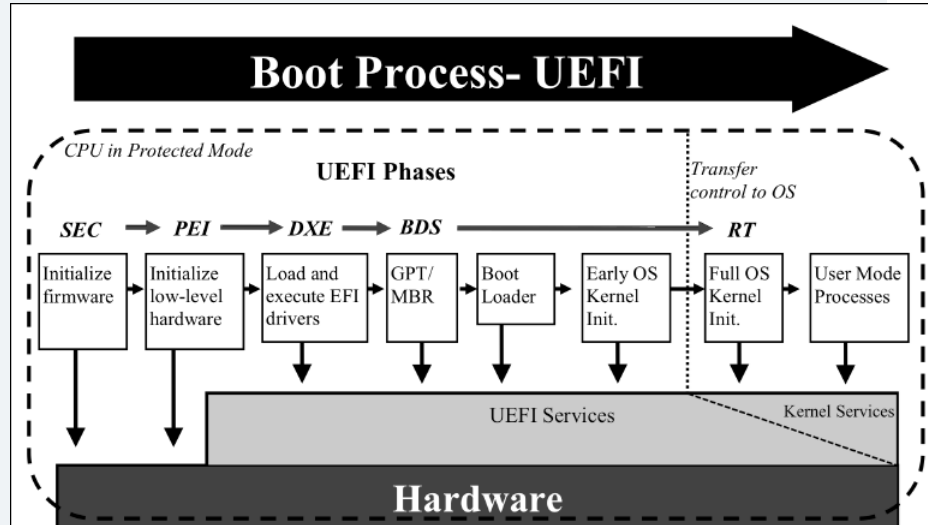 Boot Process- UEFI
CPU in Protected Mode
UEFI Phases
Transfer
control to OS
SEC
PEI
DXE
BDS
RT
Initialize
firmware
Initialize
low-level
hardware
Load and
execute EFI
drivers
GPT/
MBR
Boot
Loader
Early OS
Kernel
Init.
Full OS
Kernel
Init.
User Mode
Processes
UEFI Services
Kernel Services
Hardware